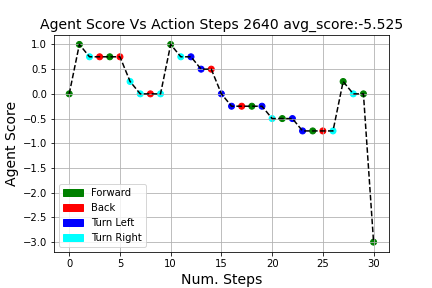 Agent Score Vs Action Steps 2640 avg_score:-5.525
Agent Score
1.0
0.5
0.0
−0.5
−1.0
−1.5
−2.0
−2.5
−3.0
Forward
Back
Turn Left
Turn Right
0 5 10 15 20 25 30
Num. Steps